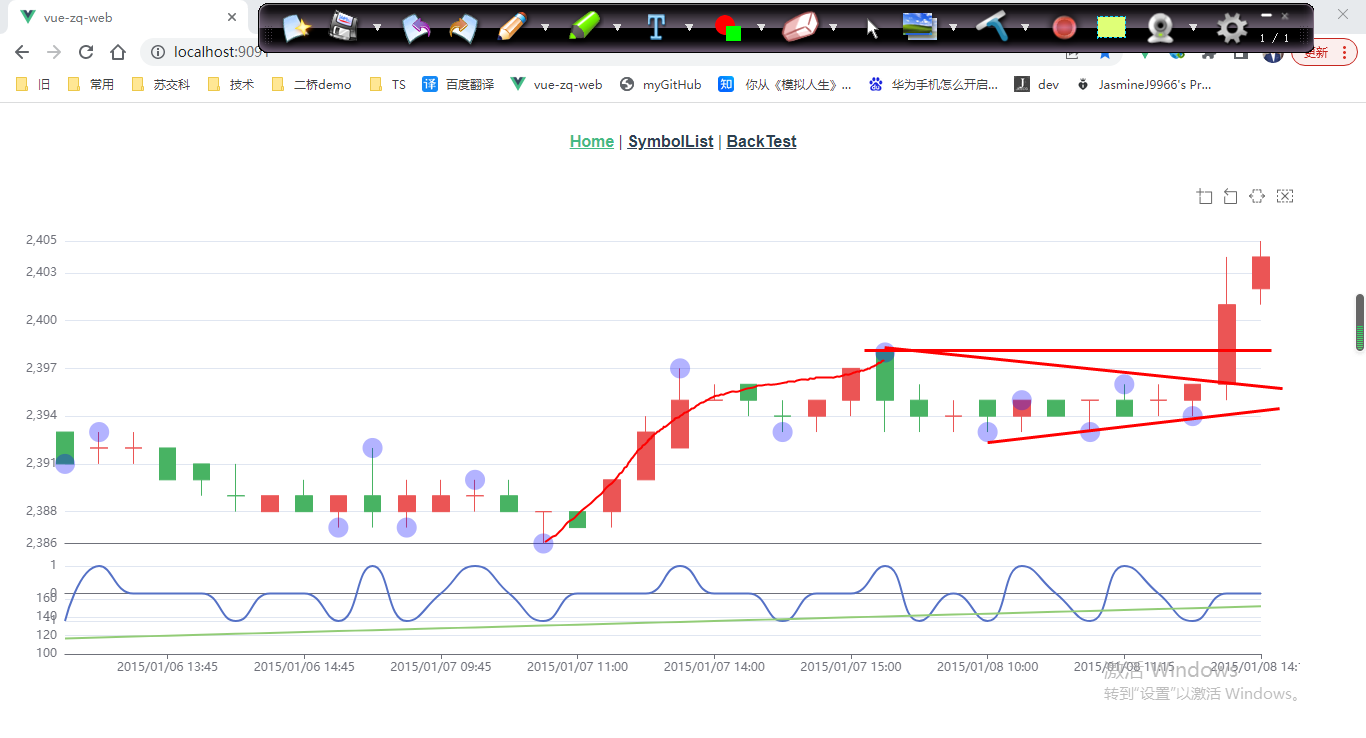 vue-zq-web
localhost:909
1 / 1
更新
旧 常用 苏交科 技术 二桥demo TS 百度翻译 vue-zq-web myGitHub 你从《模拟人生》... 华为手机怎么开启... dev JasmineJ9966's Pr...
Home | SymbolList | BackTest
2,405
2,403
2,400
2,397
2,394
2,391
2,388
2,386
1
0
160
140
120
100
2015/01/06 13:45 2015/01/06 14:45 2015/01/07 09:45 2015/01/07 11:00 2015/01/07 14:00 2015/01/07 15:00 2015/01/08 10:00 2015/01/08 11:15 2015/01/08 14:1
激活 Windows
转到"设置"以激活 Windows。